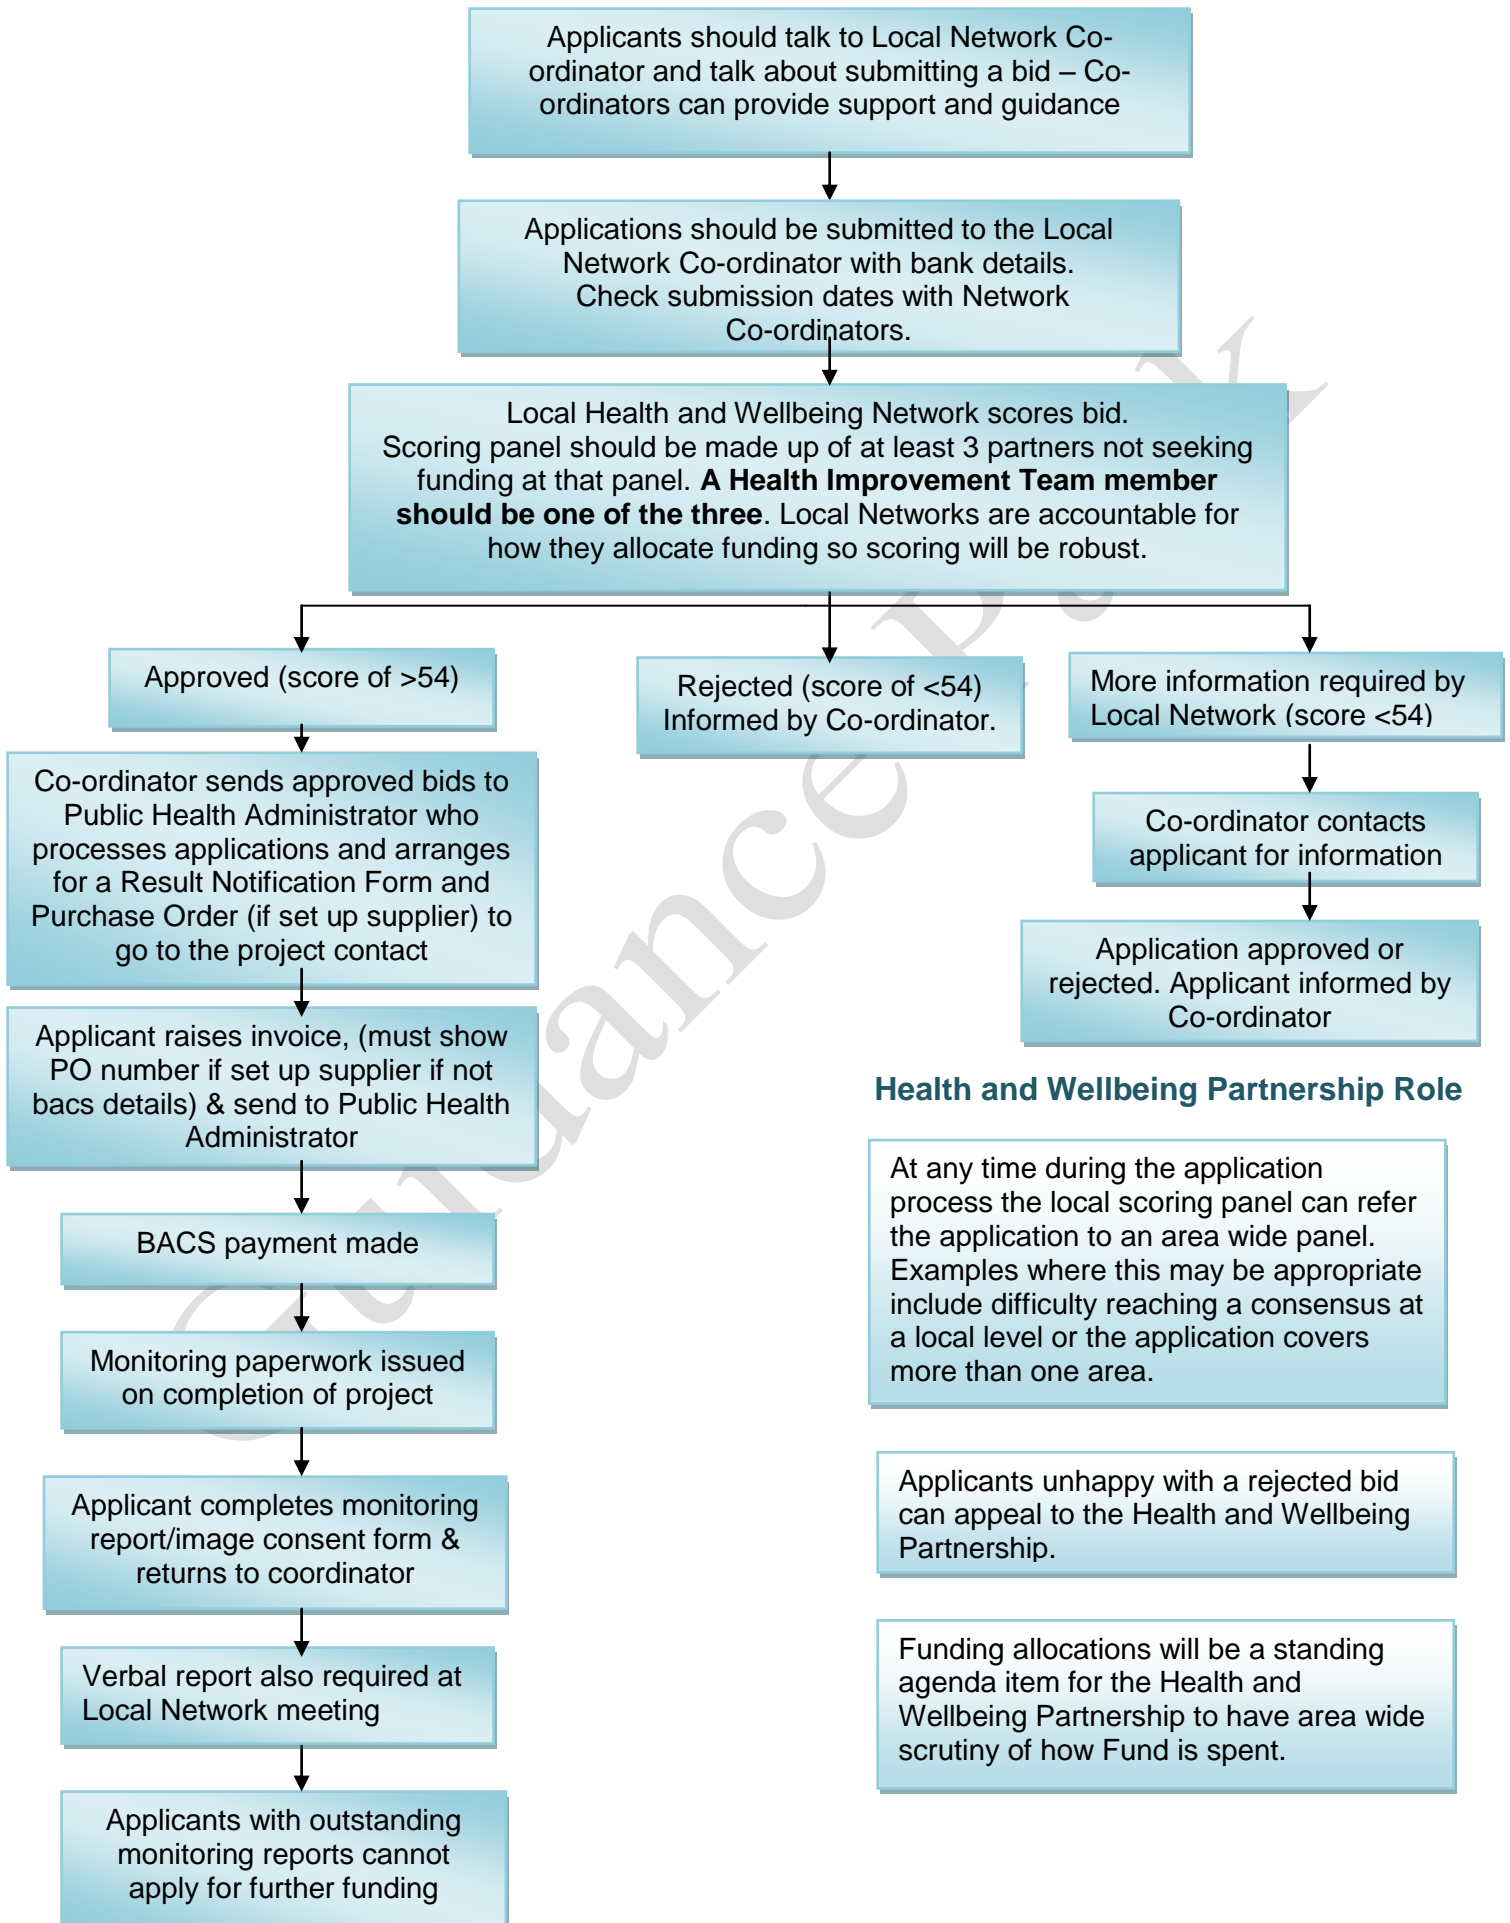 Applicants should talk to Local Network Co-
ordinator and talk about submitting a bid – Co-
ordinators can provide support and guidance
Applications should be submitted to the Local
Network Co-ordinator with bank details.
Check submission dates with Network
Co-ordinators.
Local Health and Wellbeing Network scores bid.
Scoring panel should be made up of at least 3 partners not seeking
funding at that panel. A Health Improvement Team member
should be one of the three. Local Networks are accountable for
how they allocate funding so scoring will be robust.
Approved (score of >54)
Rejected (score of <54)
Informed by Co-ordinator.
More information required by
Local Network (score <54)
Co-ordinator sends approved bids to
Public Health Administrator who
processes applications and arranges
for a Result Notification Form and
Purchase Order (if set up supplier) to
go to the project contact
Co-ordinator contacts
applicant for information
Application approved or
rejected. Applicant informed by
Co-ordinator
Applicant raises invoice, (must show
PO number if set up supplier if not
bacs details) & send to Public Health
Administrator
BACS payment made
Monitoring paperwork issued
on completion of project
Applicant completes monitoring
report/image consent form &
returns to coordinator
Verbal report also required at
Local Network meeting
Applicants with outstanding
monitoring reports cannot
apply for further funding
Health and Wellbeing Partnership Role
At any time during the application
process the local scoring panel can refer
the application to an area wide panel.
Examples where this may be appropriate
include difficulty reaching a consensus at
a local level or the application covers
more than one area.
Applicants unhappy with a rejected bid
can appeal to the Health and Wellbeing
Partnership.
Funding allocations will be a standing
agenda item for the Health and
Wellbeing Partnership to have area wide
scrutiny of how Fund is spent.
Guidance